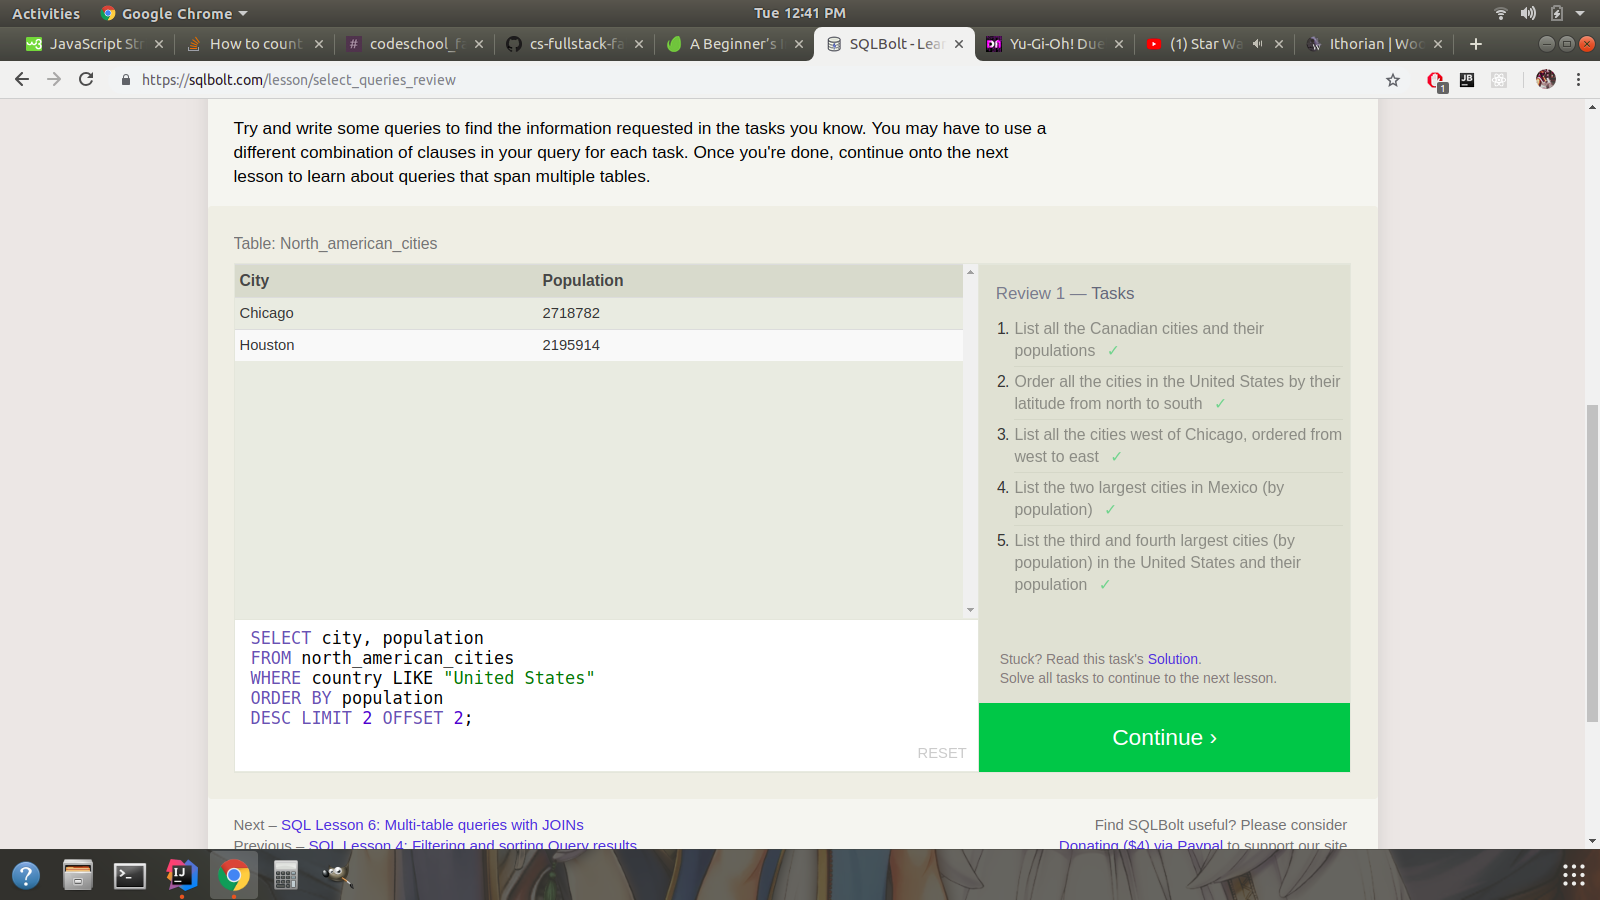 Activities
Google Chrome
Tue 12:41 PM
JavaScript Str
How to count
codeschool_fa
cs-fullstack-fa
A Beginner's
SQLBolt - Lear
Yu-Gi-Oh! Due
(1) Star Wa
Ithorian | Woo
https://sqlbolt.com/lesson/select_queries_review
JB
1
Try and write some queries to find the information requested in the tasks you know. You may have to use a
different combination of clauses in your query for each task. Once you're done, continue onto the next
lesson to learn about queries that span multiple tables.
Table: North_american_cities
City Population
Chicago 2718782
Houston 2195914
Review 1 — Tasks
1. List all the Canadian cities and their
populations ✓
2. Order all the cities in the United States by their
latitude from north to south ✓
3. List all the cities west of Chicago, ordered from
west to east ✓
4. List the two largest cities in Mexico (by
population) ✓
5. List the third and fourth largest cities (by
population) in the United States and their
population ✓
SELECT city, population
FROM north_american_cities
WHERE country LIKE "United States"
ORDER BY population
DESC LIMIT 2 OFFSET 2;
RESET
Stuck? Read this task's Solution.
Solve all tasks to continue to the next lesson.
Continue ›
Next – SQL Lesson 6: Multi-table queries with JOINs
Previous – SQL Lesson 4: Filtering and sorting Query results
Find SQLBolt useful? Please consider
Donating ($4) via Paypal to support our site
IJ